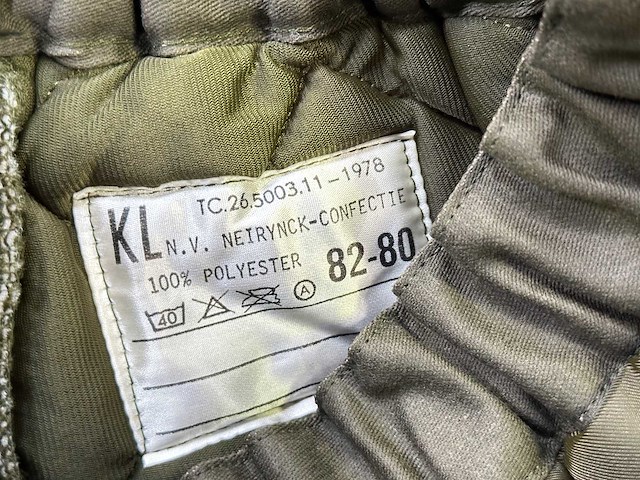 TC.26.5003.11-1978
KL N.V. NEIRYNCK-CONFECTIE
100% POLYESTER 82-80
40 A